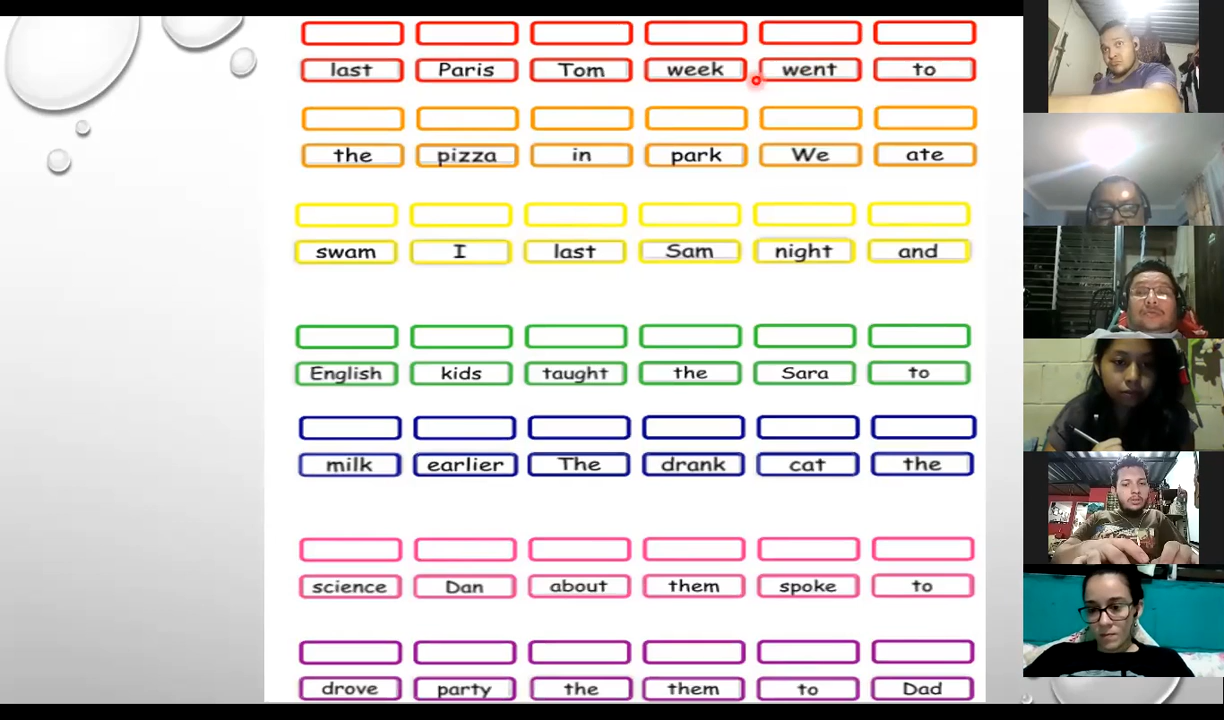 last Paris Tom week went to
the pizza in park We ate
swam I last Sam night and
English kids taught the Sara to
milk earlier The drank cat the
science Dan about them spoke to
drove party the them to Dad